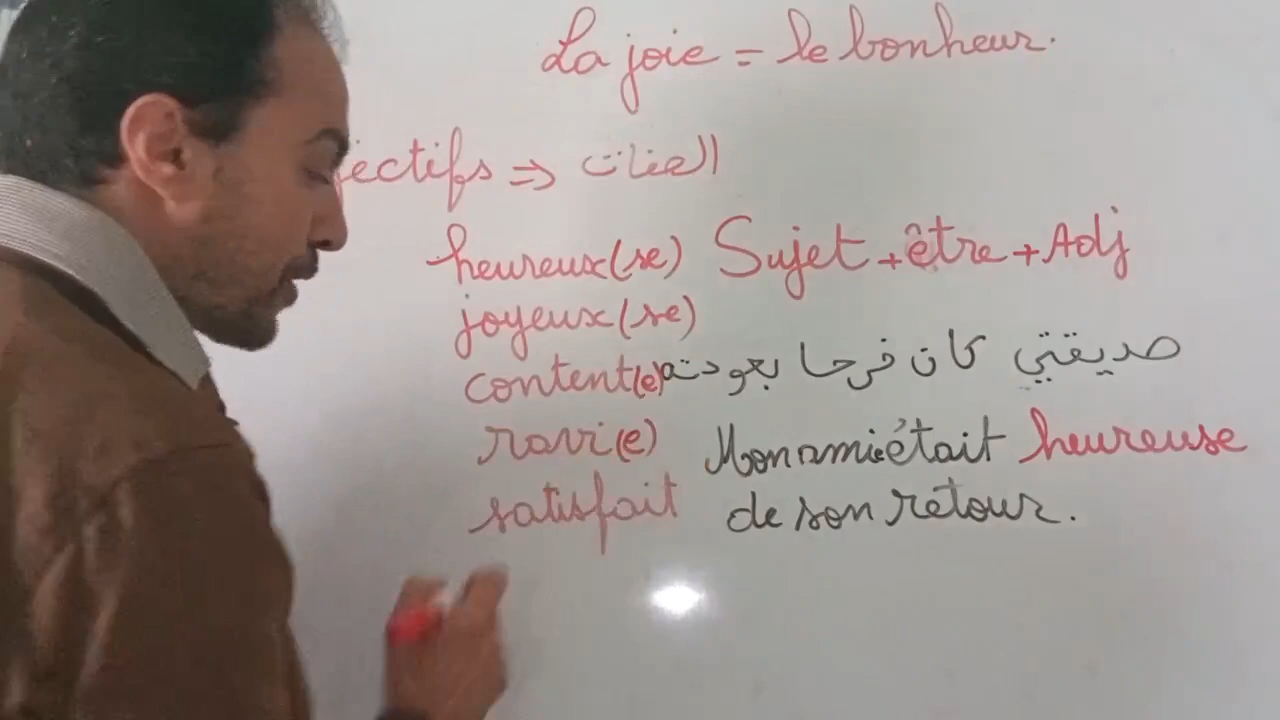 La joie = le bonheur.
jectifs => الصفات
heureux(se) Sujet + être + Adj
joyeux(se)
content(e) صديقتي كان فرحا بعودته
ravi(e) Mon amie était heureuse
satisfait de son retour.